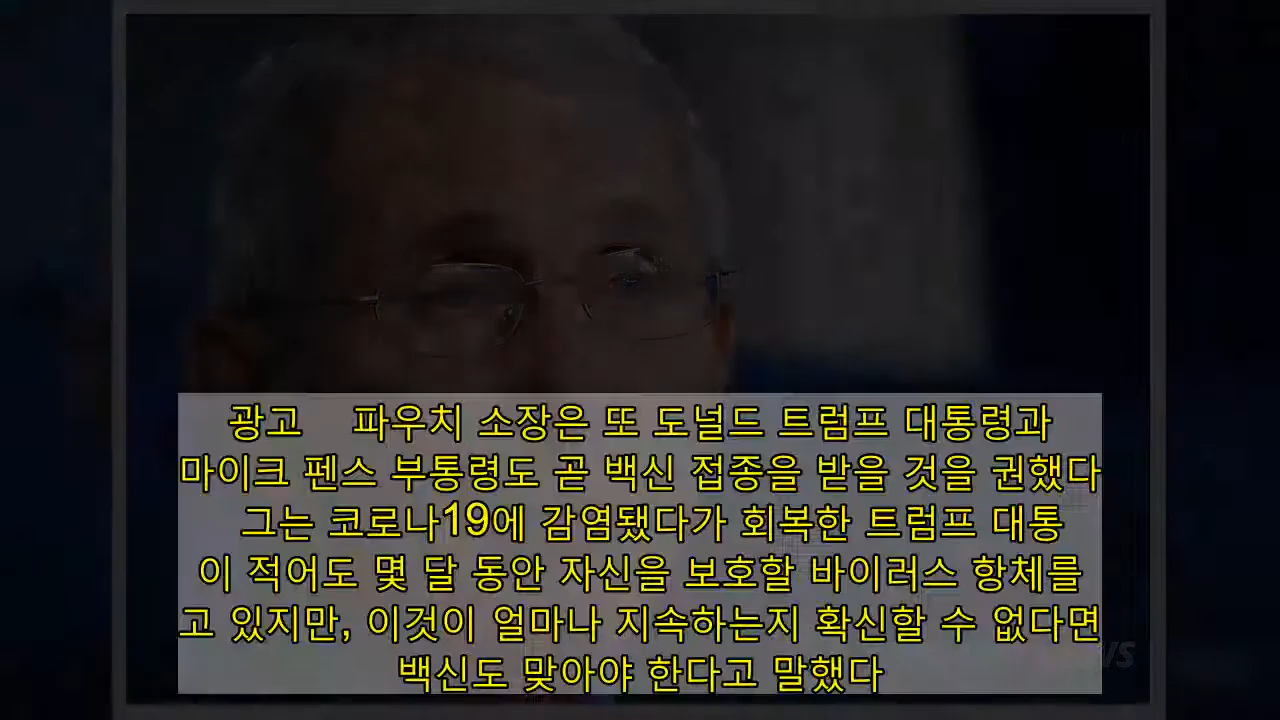 광고 파우치 소장은 또 도널드 트럼프 대통령과
마이크 펜스 부통령도 곧 백신 접종을 받을 것을 권했다
그는 코로나19에 감염됐다가 회복한 트럼프 대통
이 적어도 몇 달 동안 자신을 보호할 바이러스 항체를
고 있지만, 이것이 얼마나 지속하는지 확신할 수 없다면
백신도 맞아야 한다고 말했다